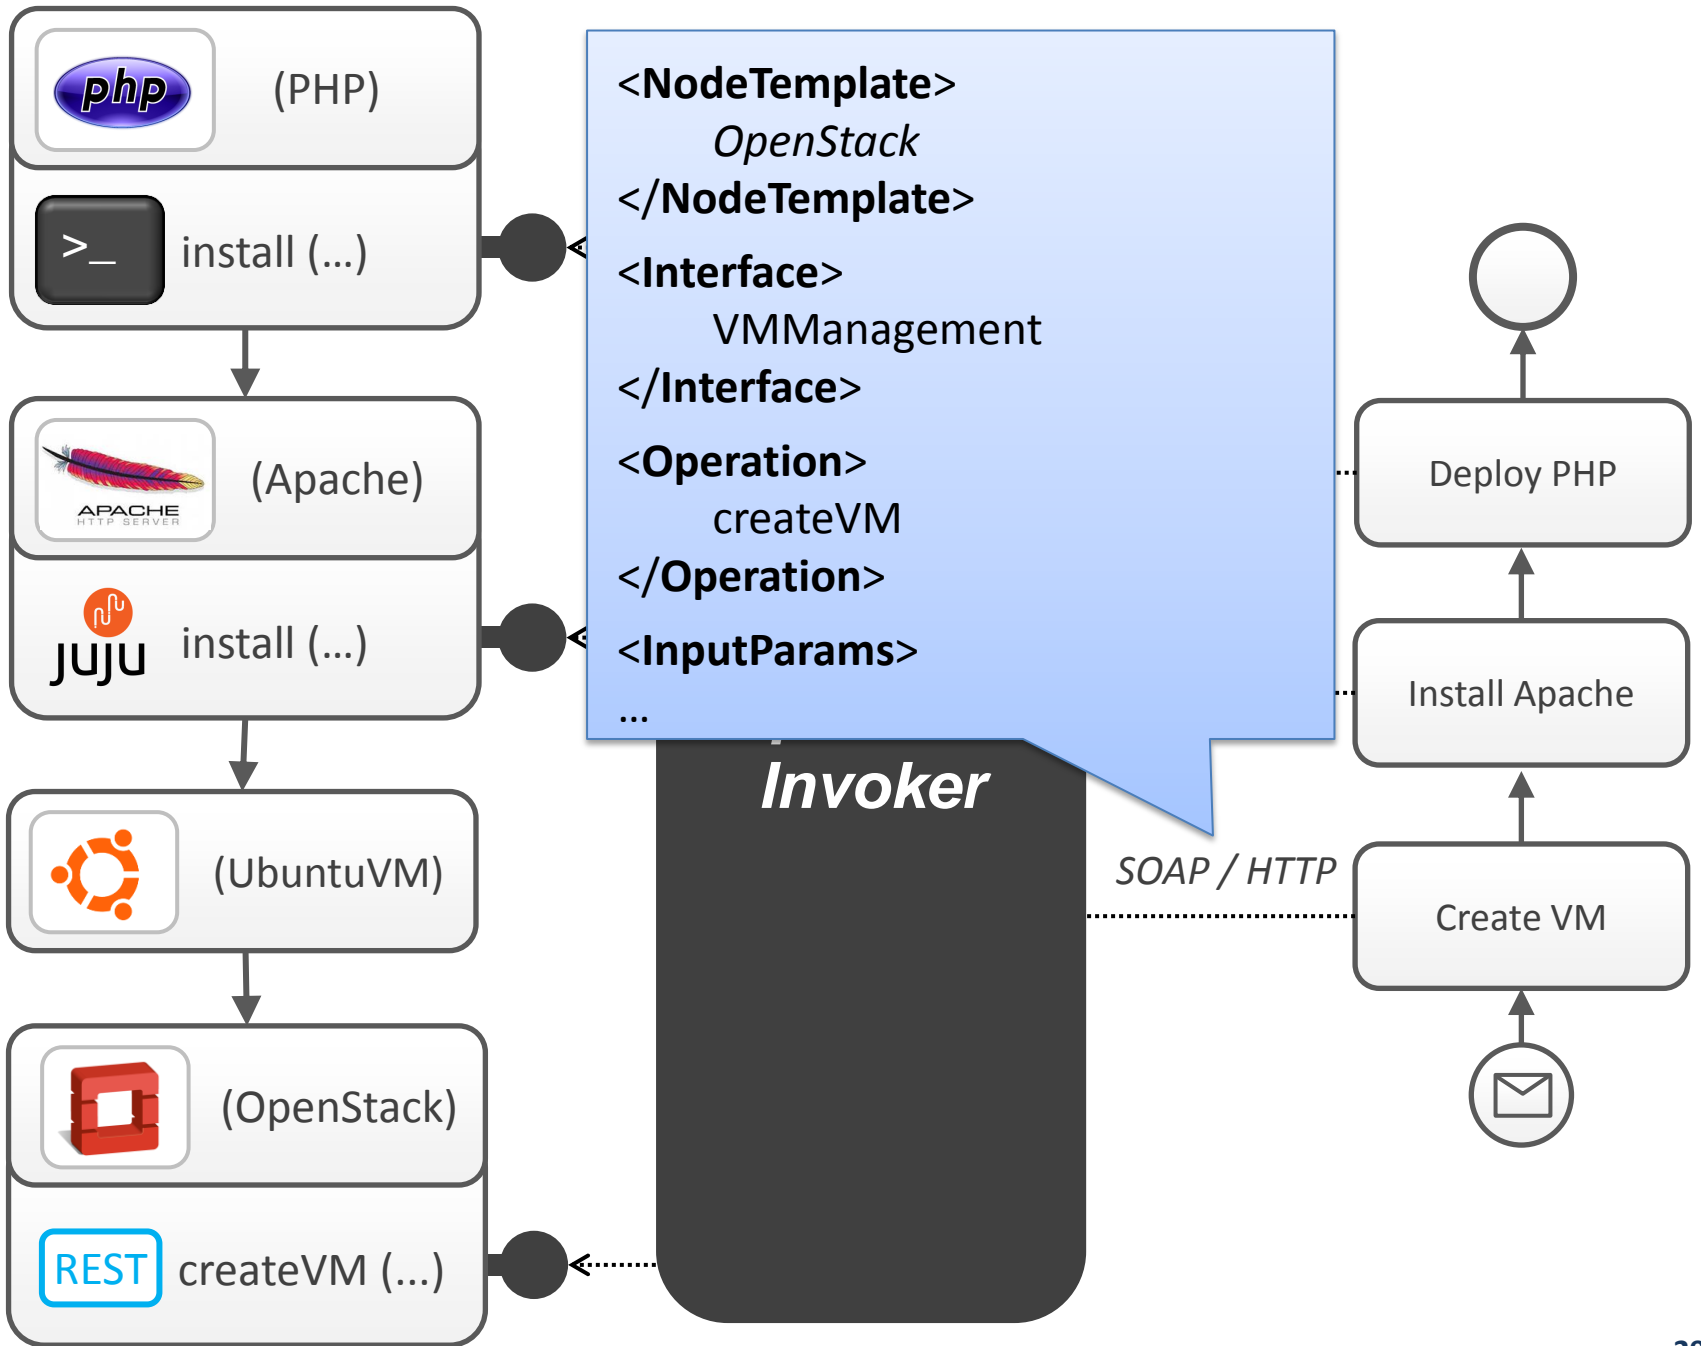 php
(PHP)
>_
install (...)
APACHE
HTTP SERVER
(Apache)
juju
install (...)
(UbuntuVM)
(OpenStack)
REST
createVM (...)
<NodeTemplate>
OpenStack
</NodeTemplate>
<Interface>
VMManagement
</Interface>
<Operation>
createVM
</Operation>
<InputParams>
...
Invoker
SOAP / HTTP
Deploy PHP
Install Apache
Create VM